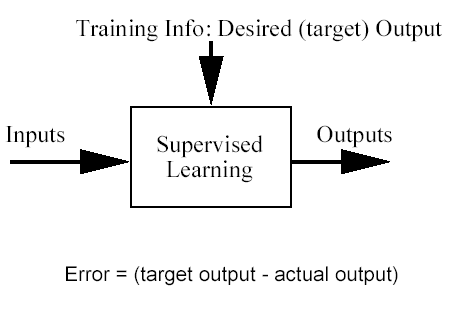 Training Info: Desired (target) Output
Inputs
Supervised
Learning
Outputs
Error = (target output - actual output)